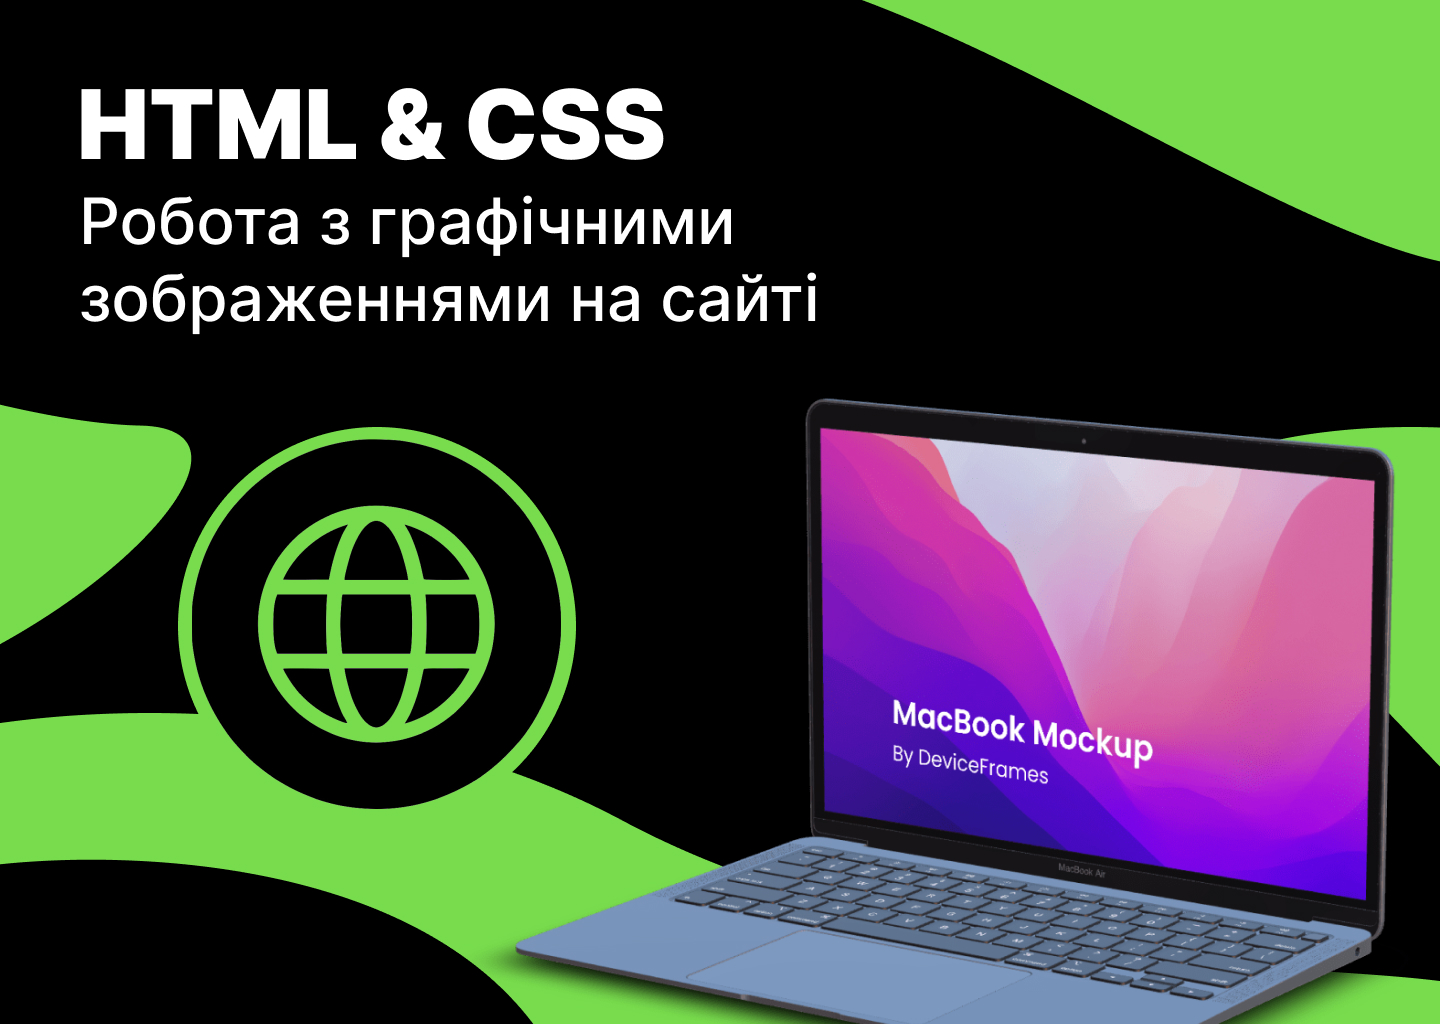 HTML & CSS
Робота з графічними
зображеннями на сайті
MacBook Mockup
By DeviceFrames
MacBook Air